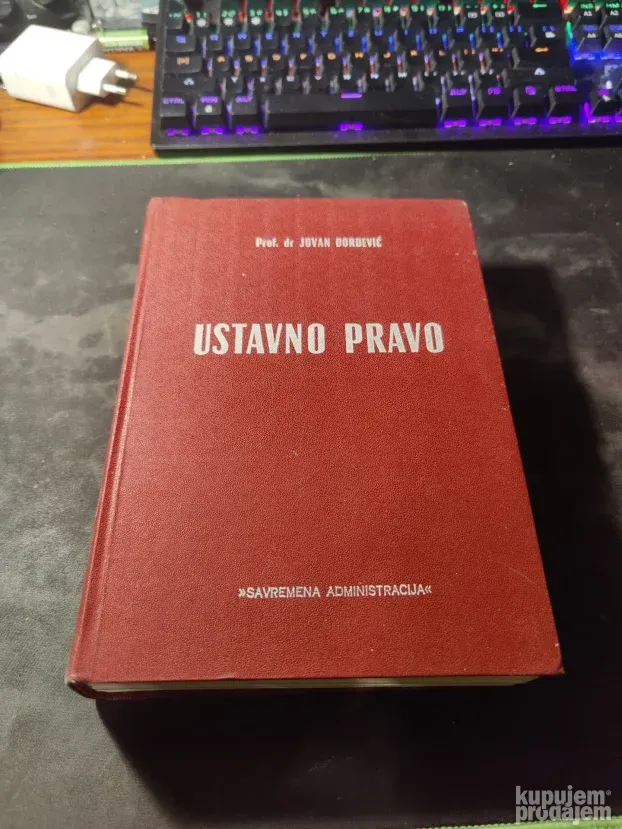 Prof. dr JOVAN ĐORĐEVIĆ
USTAVNO PRAVO
»SAVREMENA ADMINISTRACIJA«
kupujem
prodajem